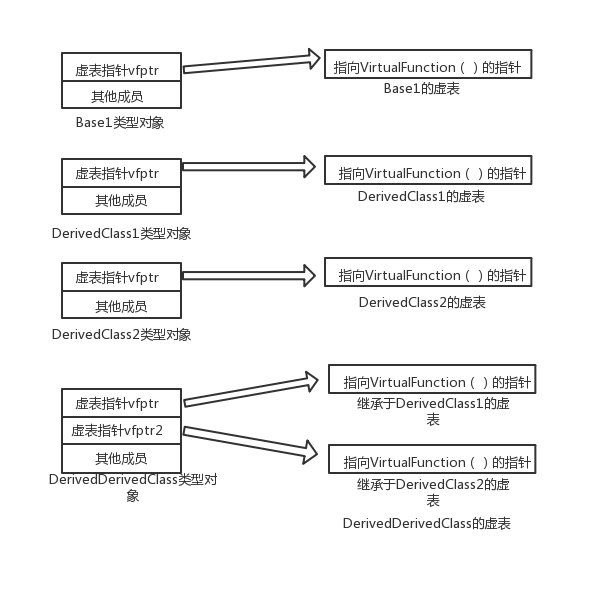 虚表指针vfptr
指向VirtualFunction（ ）的指针
其他成员
Base1的虚表
Base1类型对象
虚表指针vfptr
指向VirtualFunction（ ）的指针
其他成员
DerivedClass1的虚表
DerivedClass1类型对象
虚表指针vfptr
指向VirtualFunction（ ）的指针
其他成员
DerivedClass2的虚表
DerivedClass2类型对象
虚表指针vfptr
虚表指针vfptr2
其他成员
DerivedDerivedClass类型对
象
指向VirtualFunction（ ）的指针
继承于DerivedClass1的虚
表
指向VirtualFunction（ ）的指针
继承于DerivedClass2的虚
表
DerivedDerivedClass的虚表